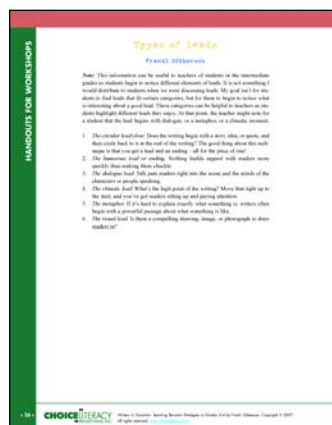 HANDOUTS FOR WORKSHOPS
Types of Leads
Franki Sibberson
Note: This information can be useful to teachers of students in the intermediate
grades as students begin to notice different elements of leads. It is not something I
would distribute to students when we were discussing leads. My goal isn't for stu-
dents to find leads that fit certain categories, but for them to begin to notice what
is interesting about a good lead. These categories can be helpful to teachers as stu-
dents highlight different leads they enjoy. At that point, the teacher might note for
a student that the lead begins with dialogue, or a metaphor, or a climatic moment.
1. The circular lead/close. Does the writing begin with a story, idea, or quote, and
then circle back to it at the end of the writing? The good thing about this tech-
nique is that you get a lead and an ending—all for the price of one!
2. The humorous lead or ending. Nothing builds support with readers more
quickly than making them chuckle.
3. The dialogue lead. Talk puts readers right into the scene and the minds of the
characters or people speaking.
4. The climatic lead. What's the high point of the writing? Move that right up to
the start, and you've got readers sitting up and paying attention.
5. The metaphor. If it's hard to explain exactly what something is, writers often
begin with a powerful passage about what something is like.
6. The visual lead. Is there a compelling drawing, image, or photograph to draw
readers in?
CHOICE LITERACY
All rights reserved.